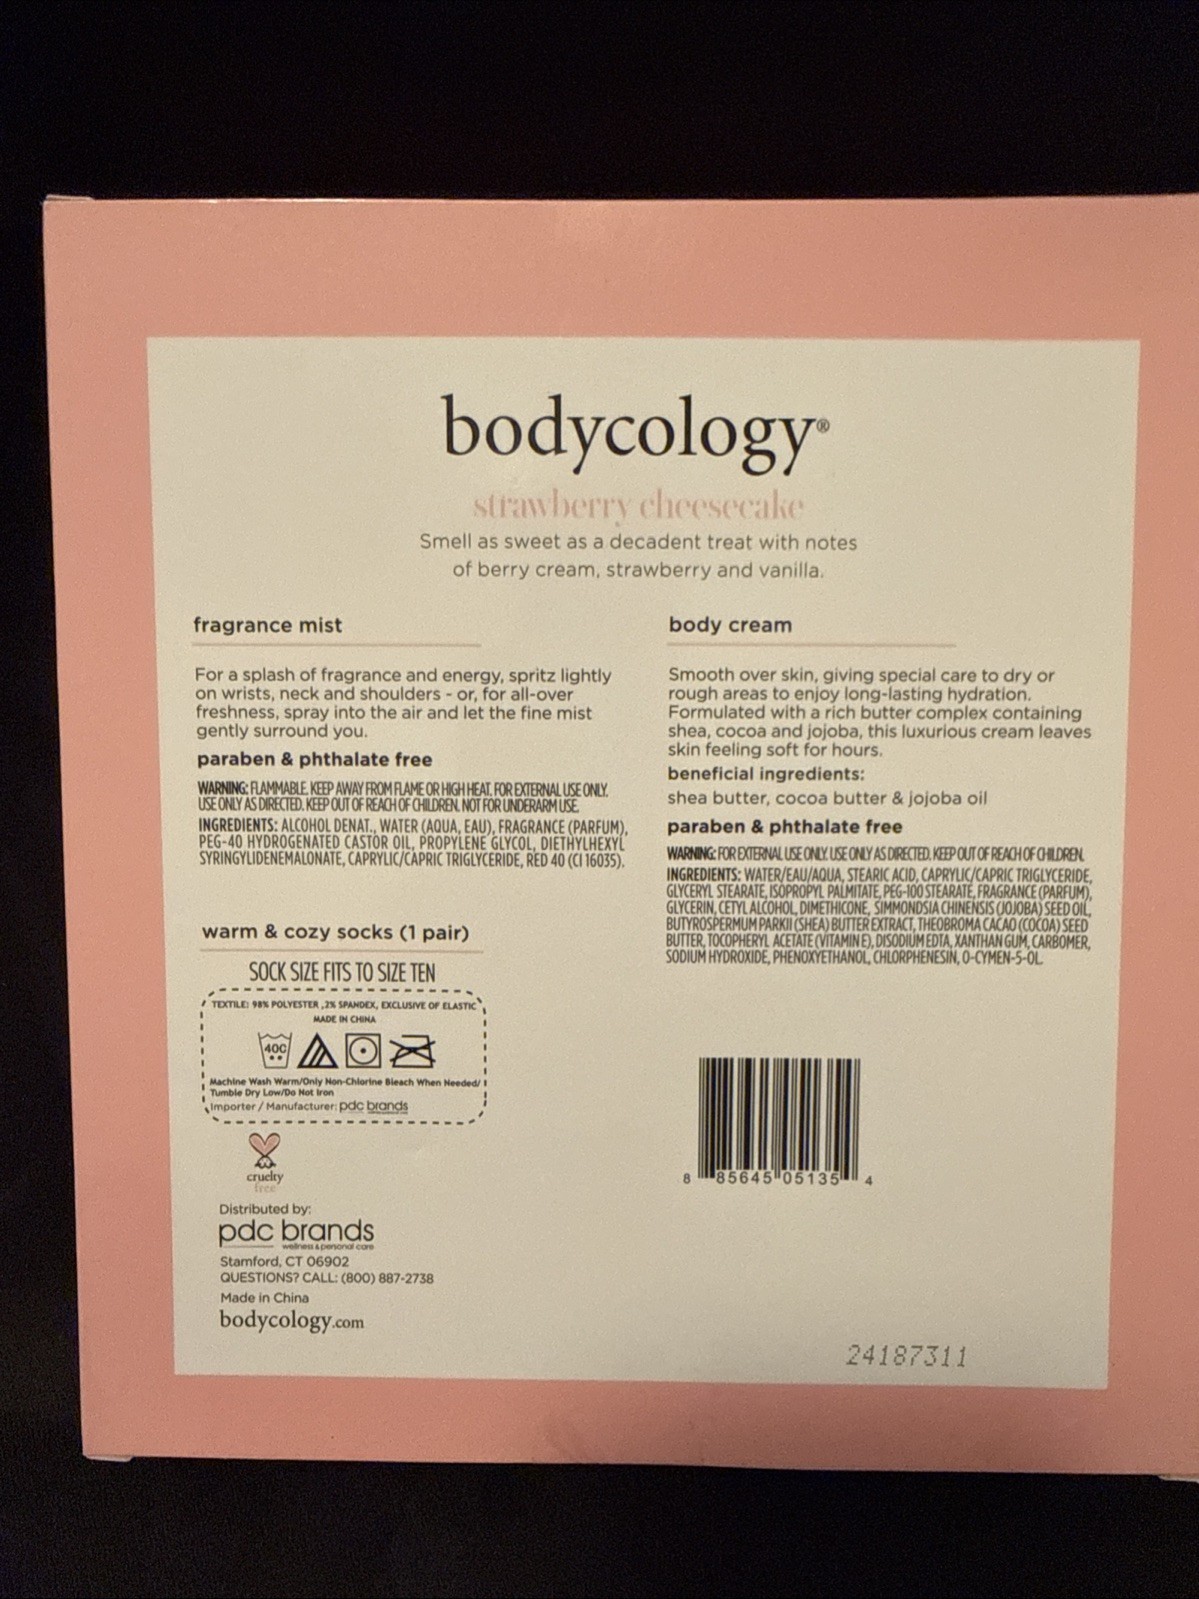 bodycology®
strawberry cheesecake
Smell as sweet as a decadent treat with notes
of berry cream, strawberry and vanilla.
fragrance mist
For a splash of fragrance and energy, spritz lightly
on wrists, neck and shoulders - or, for all-over
freshness, spray into the air and let the fine mist
gently surround you.
paraben & phthalate free
WARNING: FLAMMABLE. KEEP AWAY FROM FLAME OR HIGH HEAT. FOR EXTERNAL USE ONLY.
USE ONLY AS DIRECTED. KEEP OUT OF REACH OF CHILDREN. NOT FOR UNDERARM USE.
INGREDIENTS: ALCOHOL DENAT., WATER (AQUA, EAU), FRAGRANCE (PARFUM),
PEG-40 HYDROGENATED CASTOR OIL, PROPYLENE GLYCOL, DIETHYLHEXYL
SYRINGYLIDENEMALONATE, CAPRYLIC/CAPRIC TRIGLYCERIDE, RED 40 (CI 16035).
warm & cozy socks (1 pair)
SOCK SIZE FITS TO SIZE TEN
TEXTILE: 98% POLYESTER ,2% SPANDEX, EXCLUSIVE OF ELASTIC
MADE IN CHINA
40C
Machine Wash Warm/Only Non-Chlorine Bleach When Needed/
Tumble Dry Low/Do Not Iron
Importer / Manufacturer: pdc brands
cruelty
free
Distributed by:
pdc brands
wellness & personal care
Stamford, CT 06902
QUESTIONS? CALL: (800) 887-2738
Made in China
bodycology.com
body cream
Smooth over skin, giving special care to dry or
rough areas to enjoy long-lasting hydration.
Formulated with a rich butter complex containing
shea, cocoa and jojoba, this luxurious cream leaves
skin feeling soft for hours.
beneficial ingredients:
shea butter, cocoa butter & jojoba oil
paraben & phthalate free
WARNING: FOR EXTERNAL USE ONLY. USE ONLY AS DIRECTED. KEEP OUT OF REACH OF CHILDREN.
INGREDIENTS: WATER/EAU/AQUA, STEARIC ACID, CAPRYLIC/CAPRIC TRIGLYCERIDE,
GLYCERYL STEARATE, ISOPROPYL PALMITATE, PEG-100 STEARATE, FRAGRANCE (PARFUM),
GLYCERIN, CETYL ALCOHOL, DIMETHICONE, SIMMONDSIA CHINENSIS (JOJOBA) SEED OIL,
BUTYROSPERMUM PARKII (SHEA) BUTTER EXTRACT, THEOBROMA CACAO (COCOA) SEED
BUTTER, TOCOPHERYL ACETATE (VITAMIN E), DISODIUM EDTA, XANTHAN GUM, CARBOMER,
SODIUM HYDROXIDE, PHENOXYETHANOL, CHLORPHENESIN, O-CYMEN-5-OL.
8 85645 05135 4
24187311